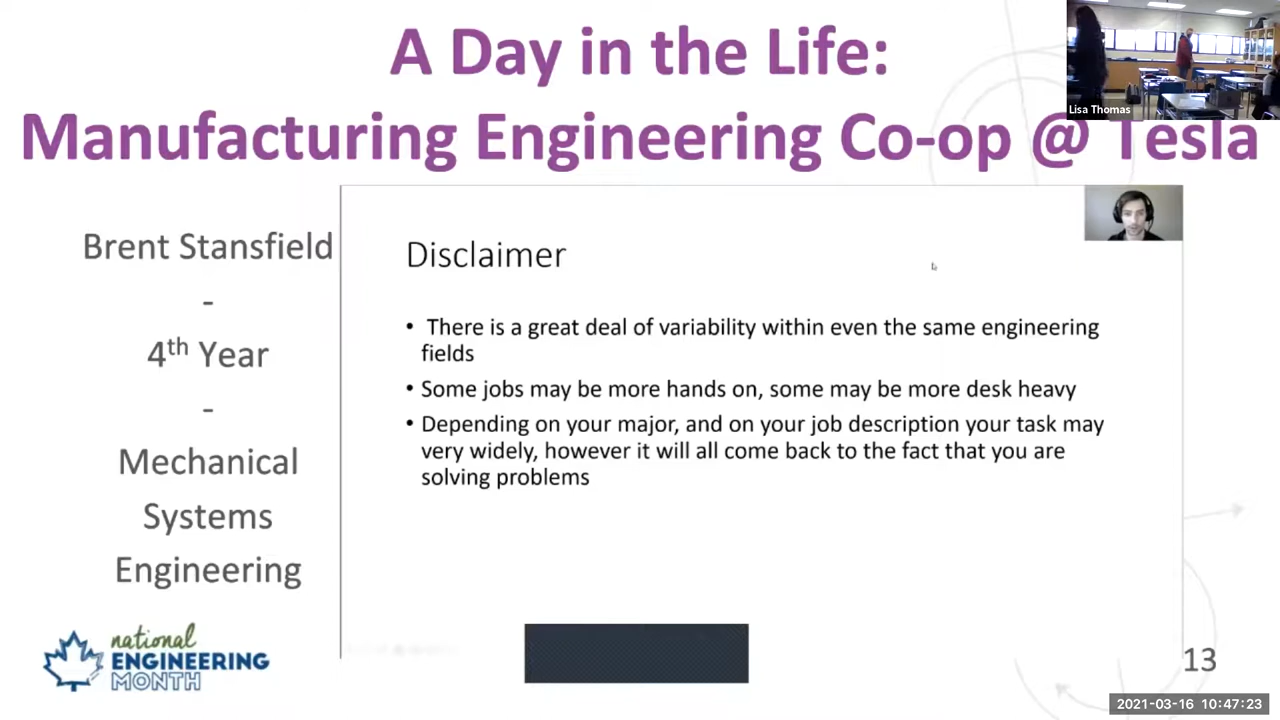 A Day in the Life:
Manufacturing Engineering Co-op @ Tesla
Lisa Thomas
Brent Stansfield
-
4th Year
-
Mechanical
Systems
Engineering
Disclaimer
• There is a great deal of variability within even the same engineering
fields
• Some jobs may be more hands on, some may be more desk heavy
• Depending on your major, and on your job description your task may
very widely, however it will all come back to the fact that you are
solving problems
national
ENGINEERING
MONTH
13
2021-03-16 10:47:23